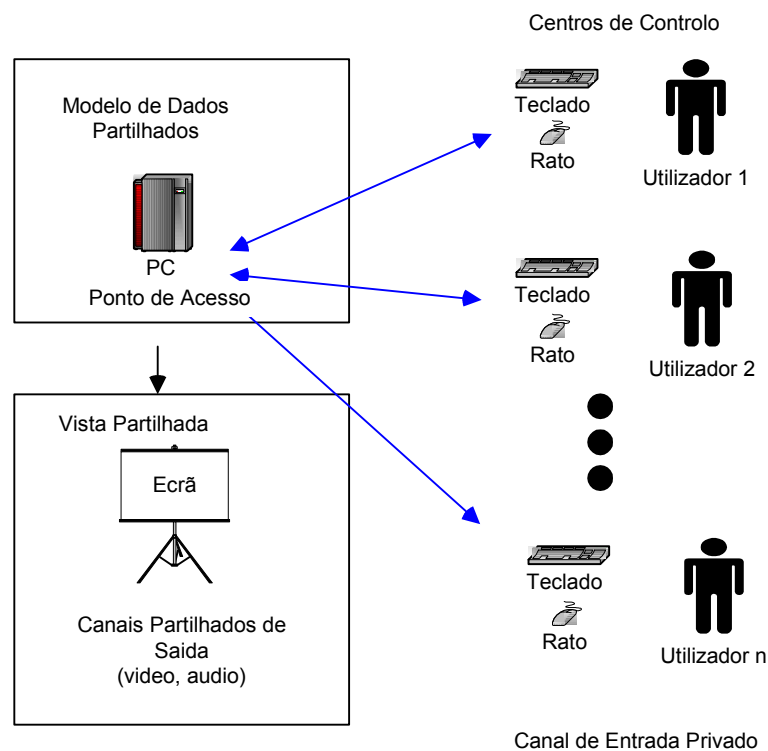 Centros de Controlo
Modelo de Dados
Partilhados
PC
Ponto de Acesso
Teclado
Rato
Utilizador 1
Teclado
Rato
Utilizador 2
Vista Partilhada
Ecrã
Canais Partilhados de
Saida
(video, audio)
Teclado
Rato
Utilizador n
Canal de Entrada Privado